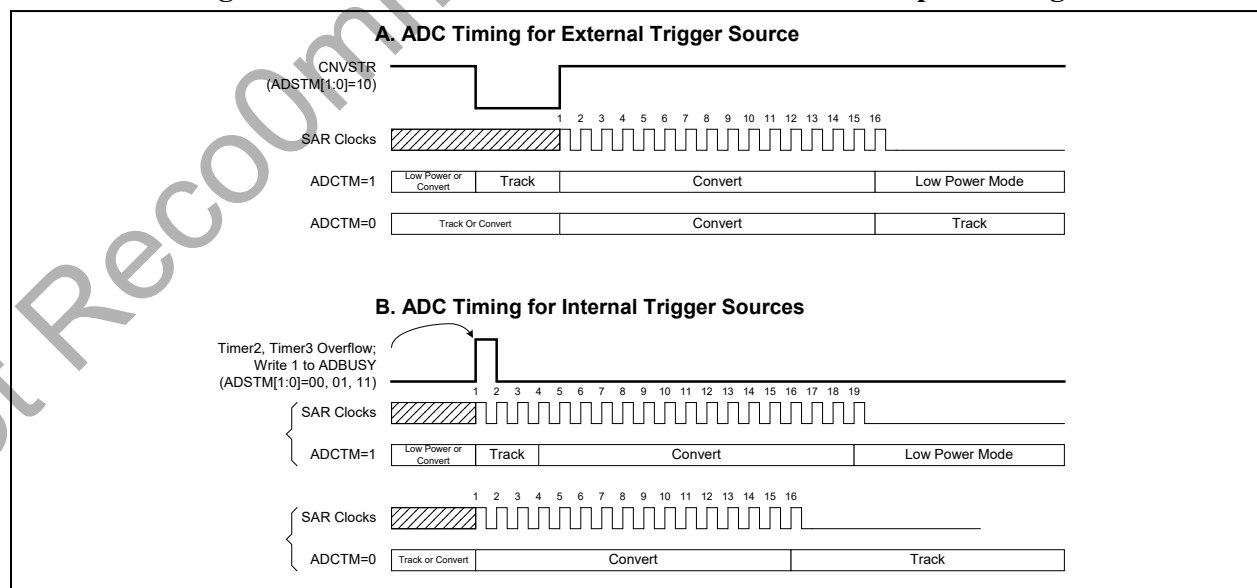 A. ADC Timing for External Trigger Source
CNVSTR
(ADSTM[1:0]=10)
1 2 3 4 5 6 7 8 9 10 11 12 13 14 15 16
SAR Clocks
ADCTM=1 Low Power or Convert Track Convert Low Power Mode
ADCTM=0 Track Or Convert Convert Track
B. ADC Timing for Internal Trigger Sources
Timer2, Timer3 Overflow;
Write 1 to ADBUSY
(ADSTM[1:0]=00, 01, 11)
1 2 3 4 5 6 7 8 9 10 11 12 13 14 15 16 17 18 19
SAR Clocks
ADCTM=1 Low Power or Convert Track Convert Low Power Mode
1 2 3 4 5 6 7 8 9 10 11 12 13 14 15 16
SAR Clocks
ADCTM=0 Track or Convert Convert Track